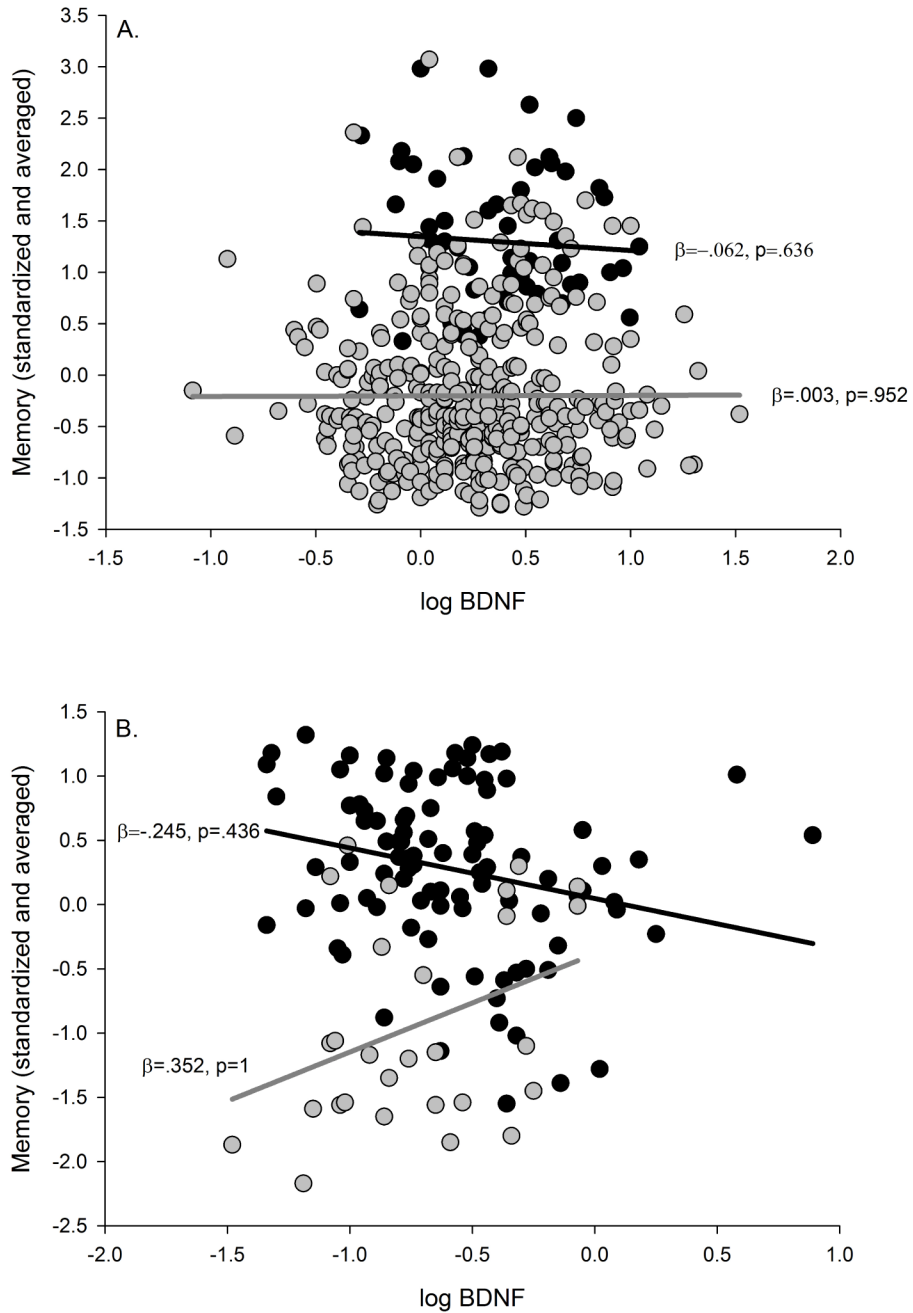 A.
Memory (standardized and averaged)
3.5
3.0
2.5
2.0
1.5
1.0
0.5
0.0
-0.5
-1.0
-1.5
β=-.062, p=.636
β=.003, p=.952
-1.5 -1.0 -0.5 0.0 0.5 1.0 1.5 2.0
log BDNF
B.
Memory (standardized and averaged)
1.5
1.0
0.5
0.0
-0.5
-1.0
-1.5
-2.0
-2.5
β=-.245, p=.436
β=.352, p=1
-2.0 -1.5 -1.0 -0.5 0.0 0.5 1.0
log BDNF